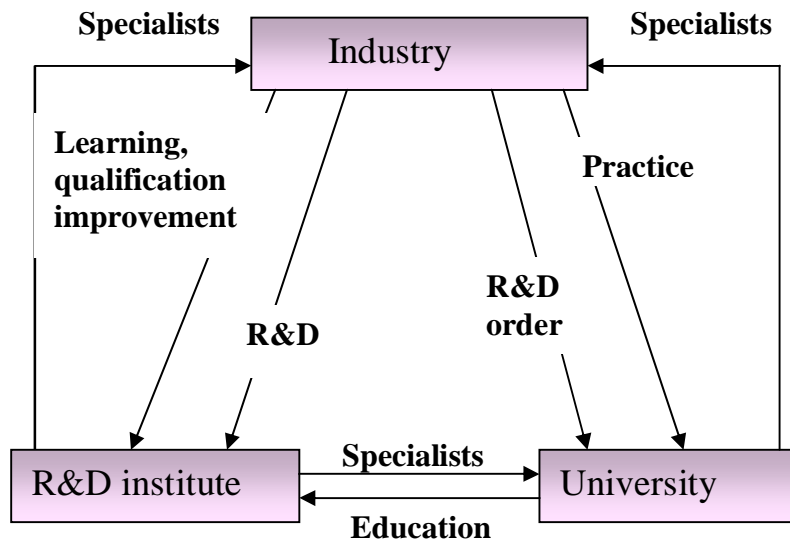 Specialists
Specialists
Industry
Learning,
qualification
improvement
Practice
R&D
order
R&D
Specialists
R&D institute
University
Education